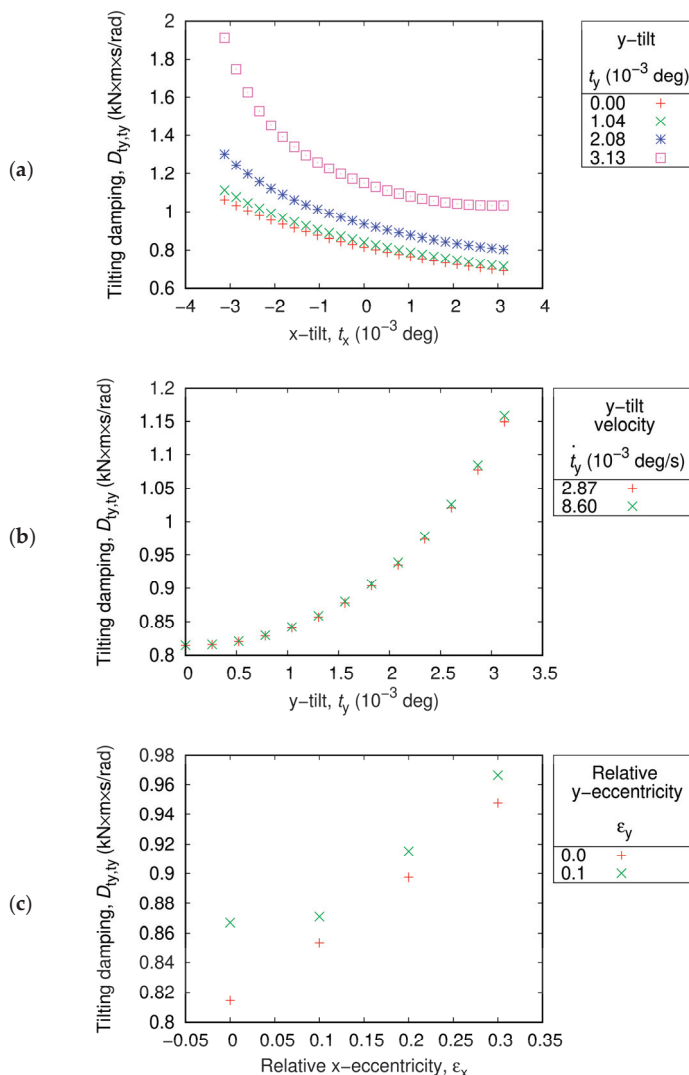 (a)
Tilting damping, D_ty,ty (kN×m×s/rad)
2
1.8
1.6
1.4
1.2
1
0.8
0.6
−4 −3 −2 −1 0 1 2 3 4
x−tilt, t_x (10⁻³ deg)
y−tilt
t_y (10⁻³ deg)
0.00
1.04
2.08
3.13
(b)
Tilting damping, D_ty,ty (kN×m×s/rad)
1.2
1.15
1.1
1.05
1
0.95
0.9
0.85
0.8
0 0.5 1 1.5 2 2.5 3 3.5
y−tilt, t_y (10⁻³ deg)
y−tilt
velocity
ṫ_y (10⁻³ deg/s)
2.87
8.60
(c)
Tilting damping, D_ty,ty (kN×m×s/rad)
0.98
0.96
0.94
0.92
0.9
0.88
0.86
0.84
0.82
0.8
−0.05 0 0.05 0.1 0.15 0.2 0.25 0.3 0.35
Relative x−eccentricity, ε_x
Relative
y−eccentricity
ε_y
0.0
0.1